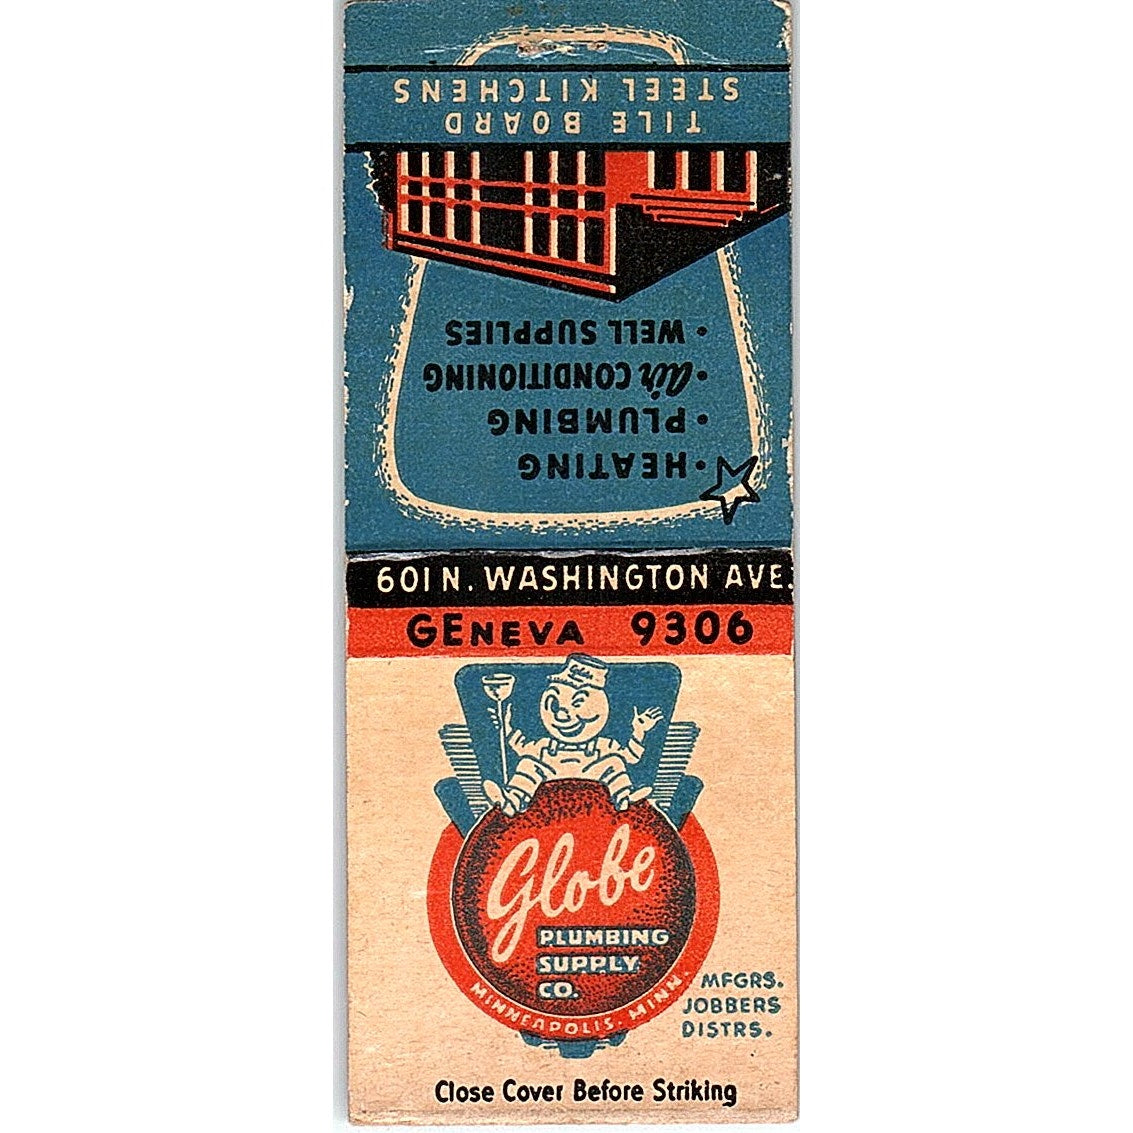 TILE BOARD
STEEL KITCHENS
• HEATING
• PLUMBING
• Air CONDITIONING
• WELL SUPPLIES
601 N. WASHINGTON AVE.
GENEVA 9306
Globe
PLUMBING
SUPPLY
CO.
MINNEAPOLIS, MINN.
MFGRS.
JOBBERS
DISTRS.
Close Cover Before Striking